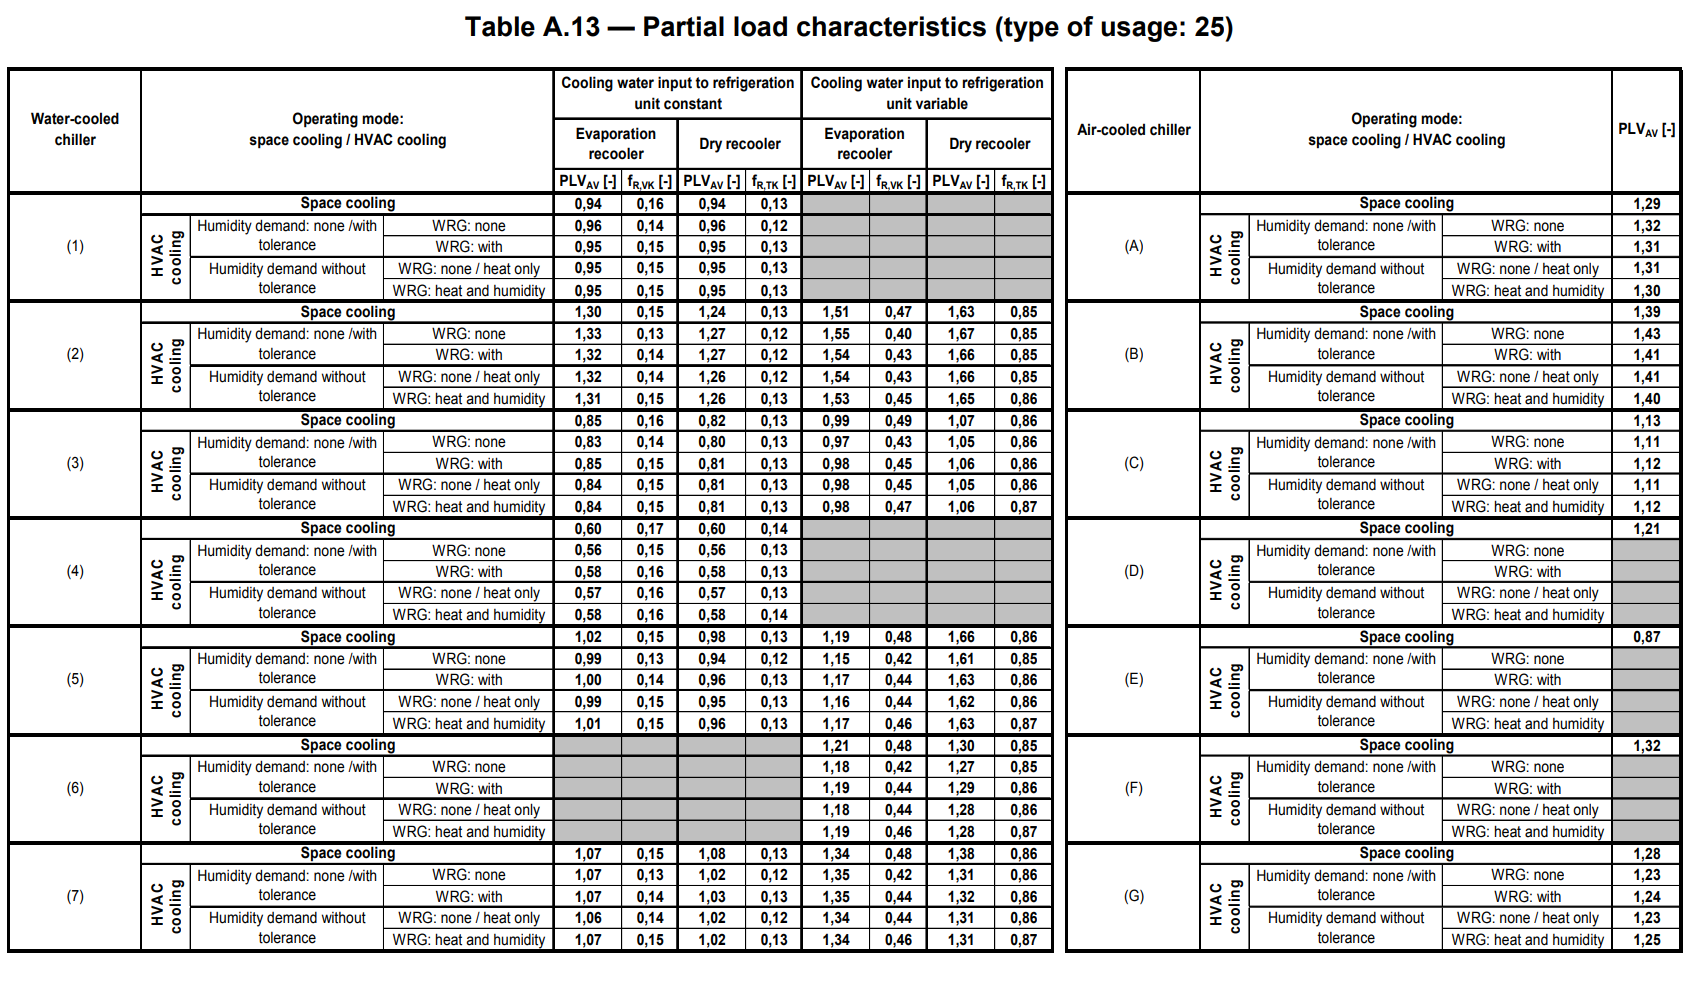 Table A.13 — Partial load characteristics (type of usage: 25)
Water-cooled chiller
Operating mode: space cooling / HVAC cooling
Cooling water input to refrigeration unit constant
Cooling water input to refrigeration unit variable
Evaporation recooler
Dry recooler
Evaporation recooler
Dry recooler
PLVAV [-] fR,VK [-] PLVAV [-] fR,TK [-] PLVAV [-] fR,VK [-] PLVAV [-] fR,TK [-]
(1)
Space cooling 0,94 0,16 0,94 0,13
HVAC cooling
Humidity demand: none /with tolerance
WRG: none 0,96 0,14 0,96 0,12
WRG: with 0,95 0,15 0,95 0,13
Humidity demand without tolerance
WRG: none / heat only 0,95 0,15 0,95 0,13
WRG: heat and humidity 0,95 0,15 0,95 0,13
(2)
Space cooling 1,30 0,15 1,24 0,13 1,51 0,47 1,63 0,85
HVAC cooling
Humidity demand: none /with tolerance
WRG: none 1,33 0,13 1,27 0,12 1,55 0,40 1,67 0,85
WRG: with 1,32 0,14 1,27 0,12 1,54 0,43 1,66 0,85
Humidity demand without tolerance
WRG: none / heat only 1,32 0,14 1,26 0,12 1,54 0,43 1,66 0,85
WRG: heat and humidity 1,31 0,15 1,26 0,13 1,53 0,45 1,65 0,86
(3)
Space cooling 0,85 0,16 0,82 0,13 0,99 0,49 1,07 0,86
HVAC cooling
Humidity demand: none /with tolerance
WRG: none 0,83 0,14 0,80 0,13 0,97 0,43 1,05 0,86
WRG: with 0,85 0,15 0,81 0,13 0,98 0,45 1,06 0,86
Humidity demand without tolerance
WRG: none / heat only 0,84 0,15 0,81 0,13 0,98 0,45 1,05 0,86
WRG: heat and humidity 0,84 0,15 0,81 0,13 0,98 0,47 1,06 0,87
(4)
Space cooling 0,60 0,17 0,60 0,14
HVAC cooling
Humidity demand: none /with tolerance
WRG: none 0,56 0,15 0,56 0,13
WRG: with 0,58 0,16 0,58 0,13
Humidity demand without tolerance
WRG: none / heat only 0,57 0,16 0,57 0,13
WRG: heat and humidity 0,58 0,16 0,58 0,14
(5)
Space cooling 1,02 0,15 0,98 0,13 1,19 0,48 1,66 0,86
HVAC cooling
Humidity demand: none /with tolerance
WRG: none 0,99 0,13 0,94 0,12 1,15 0,42 1,61 0,85
WRG: with 1,00 0,14 0,96 0,13 1,17 0,44 1,63 0,86
Humidity demand without tolerance
WRG: none / heat only 0,99 0,15 0,95 0,13 1,16 0,44 1,62 0,86
WRG: heat and humidity 1,01 0,15 0,96 0,13 1,17 0,46 1,63 0,87
(6)
Space cooling 1,21 0,48 1,30 0,85
HVAC cooling
Humidity demand: none /with tolerance
WRG: none 1,18 0,42 1,27 0,85
WRG: with 1,19 0,44 1,29 0,86
Humidity demand without tolerance
WRG: none / heat only 1,18 0,44 1,28 0,86
WRG: heat and humidity 1,19 0,46 1,28 0,87
(7)
Space cooling 1,07 0,15 1,08 0,13 1,34 0,48 1,38 0,86
HVAC cooling
Humidity demand: none /with tolerance
WRG: none 1,07 0,13 1,02 0,12 1,35 0,42 1,31 0,86
WRG: with 1,07 0,14 1,03 0,13 1,35 0,44 1,32 0,86
Humidity demand without tolerance
WRG: none / heat only 1,06 0,14 1,02 0,12 1,34 0,44 1,31 0,86
WRG: heat and humidity 1,07 0,15 1,02 0,13 1,34 0,46 1,31 0,87
Air-cooled chiller
Operating mode: space cooling / HVAC cooling
PLVAV [-]
(A)
Space cooling 1,29
HVAC cooling
Humidity demand: none /with tolerance
WRG: none 1,32
WRG: with 1,31
Humidity demand without tolerance
WRG: none / heat only 1,31
WRG: heat and humidity 1,30
(B)
Space cooling 1,39
HVAC cooling
Humidity demand: none /with tolerance
WRG: none 1,43
WRG: with 1,41
Humidity demand without tolerance
WRG: none / heat only 1,41
WRG: heat and humidity 1,40
(C)
Space cooling 1,13
HVAC cooling
Humidity demand: none /with tolerance
WRG: none 1,11
WRG: with 1,12
Humidity demand without tolerance
WRG: none / heat only 1,11
WRG: heat and humidity 1,12
(D)
Space cooling 1,21
HVAC cooling
Humidity demand: none /with tolerance
WRG: none
WRG: with
Humidity demand without tolerance
WRG: none / heat only
WRG: heat and humidity
(E)
Space cooling 0,87
HVAC cooling
Humidity demand: none /with tolerance
WRG: none
WRG: with
Humidity demand without tolerance
WRG: none / heat only
WRG: heat and humidity
(F)
Space cooling 1,32
HVAC cooling
Humidity demand: none /with tolerance
WRG: none
WRG: with
Humidity demand without tolerance
WRG: none / heat only
WRG: heat and humidity
(G)
Space cooling 1,28
HVAC cooling
Humidity demand: none /with tolerance
WRG: none 1,23
WRG: with 1,24
Humidity demand without tolerance
WRG: none / heat only 1,23
WRG: heat and humidity 1,25